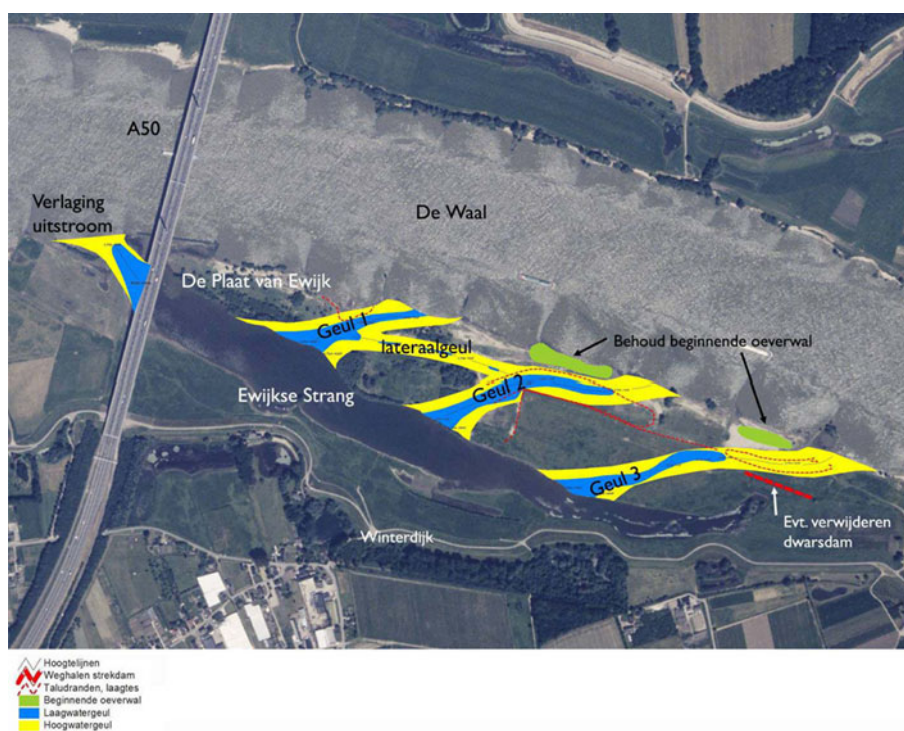 A50
Verlaging
uitstroom
De Waal
De Plaat van Ewijk
Geul 1
lateraalgeul
Behoud beginnende oeverwal
Ewijkse Strang
Geul 2
Geul 3
Evt. verwijderen
dwarsdam
Winterdijk
Hoogtelijnen
Weghalen strekdam
Taludranden, laagtes
Beginnende oeverwal
Laagwatergeul
Hoogwatergeul